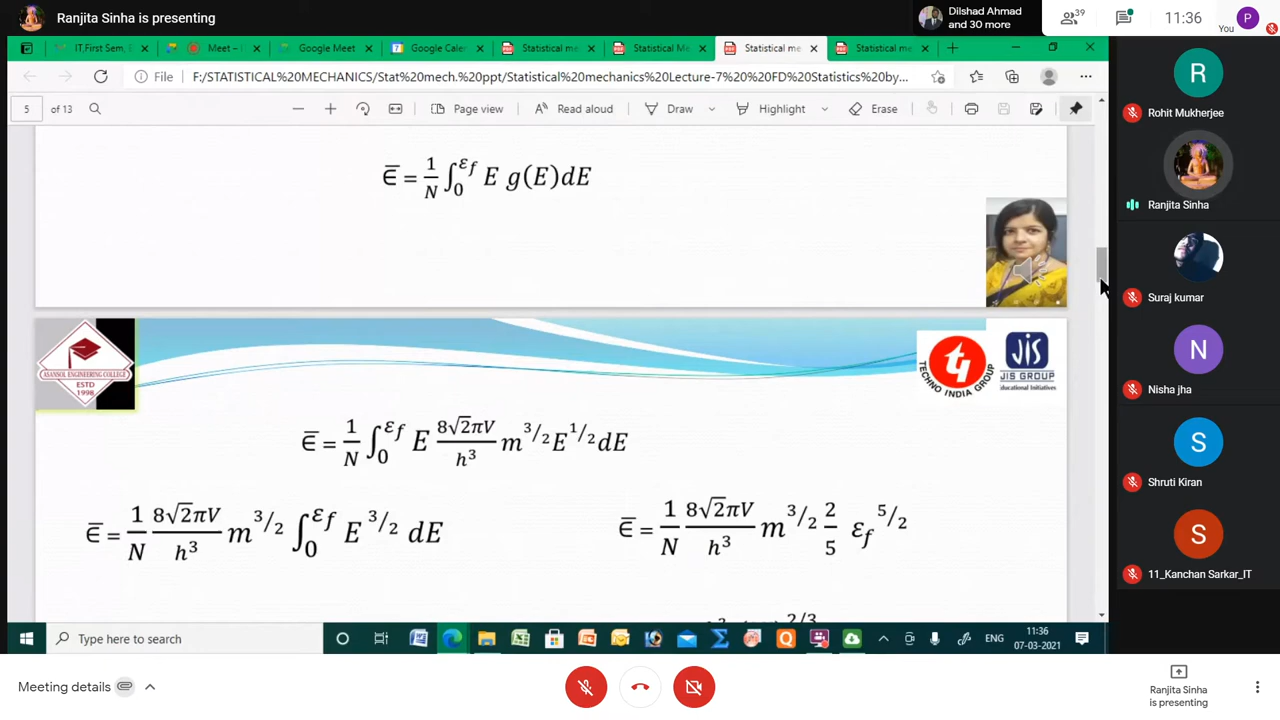 Ranjita Sinha is presenting
Dilshad Ahmad
and 30 more
39
11:36
You
P
IT.First Sem, E
Meet –
Google Meet
Google Caler
Statistical me
Statistical Me
Statistical me
Statistical me
File
F:/STATISTICAL%20MECHANICS/Stat%20mech.%20ppt/Statistical%20mechanics%20Lecture-7%20%20FD%20Statistics%20by...
5 of 13
Page view
Read aloud
Draw
Highlight
Erase
ϵ̅ = 1/N ∫₀^εf E g(E)dE
ASANSOL ENGINEERING COLLEGE
ESTD
1998
TECHNO INDIA GROUP
JIS
JIS GROUP
Educational Initiatives
ϵ̅ = 1/N ∫₀^εf E 8√2πV/h³ m^3/2 E^1/2 dE
ϵ̅ = 1/N 8√2πV/h³ m^3/2 ∫₀^εf E^3/2 dE
ϵ̅ = 1/N 8√2πV/h³ m^3/2 2/5 εf^5/2
2/3
Type here to search
ENG
11:36
07-03-2021
R
Rohit Mukherjee
Ranjita Sinha
Suraj kumar
N
Nisha jha
S
Shruti Kiran
S
11_Kanchan Sarkar_IT
Meeting details
Ranjita Sinha
is presenting